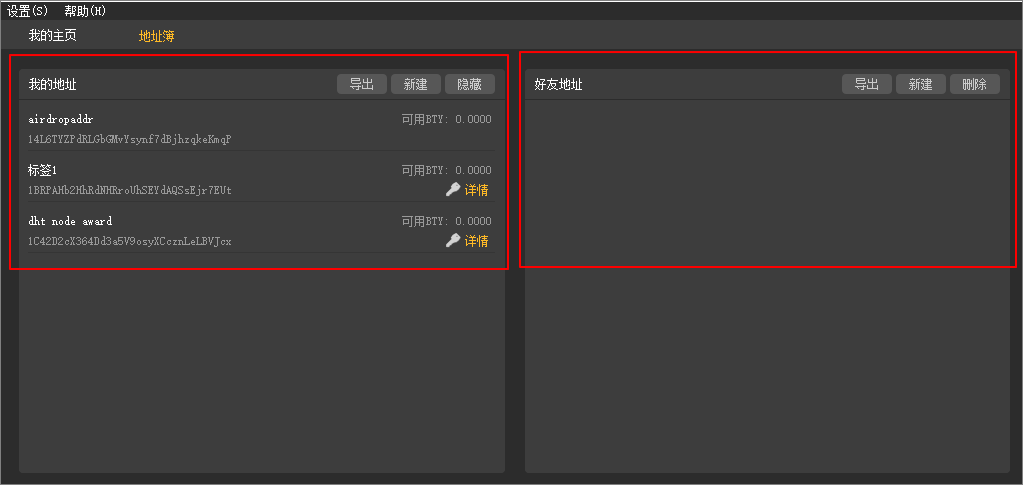 设置(S) 帮助(H)
我的主页 地址簿
我的地址 导出 新建 隐藏
airdropaddr 可用BTY: 0.0000
14L6TYZPdRLGbGMvYsynf7dBjhzqkeKmqP
标签1 可用BTY: 0.0000
1BRPAHb2HhRdNHRroUhSEYdAQSsEjr7EUt 详情
dht node award 可用BTY: 0.0000
1C42D2cX364Dd3a5V9osyXCcznLeLBVJcx 详情
好友地址 导出 新建 删除